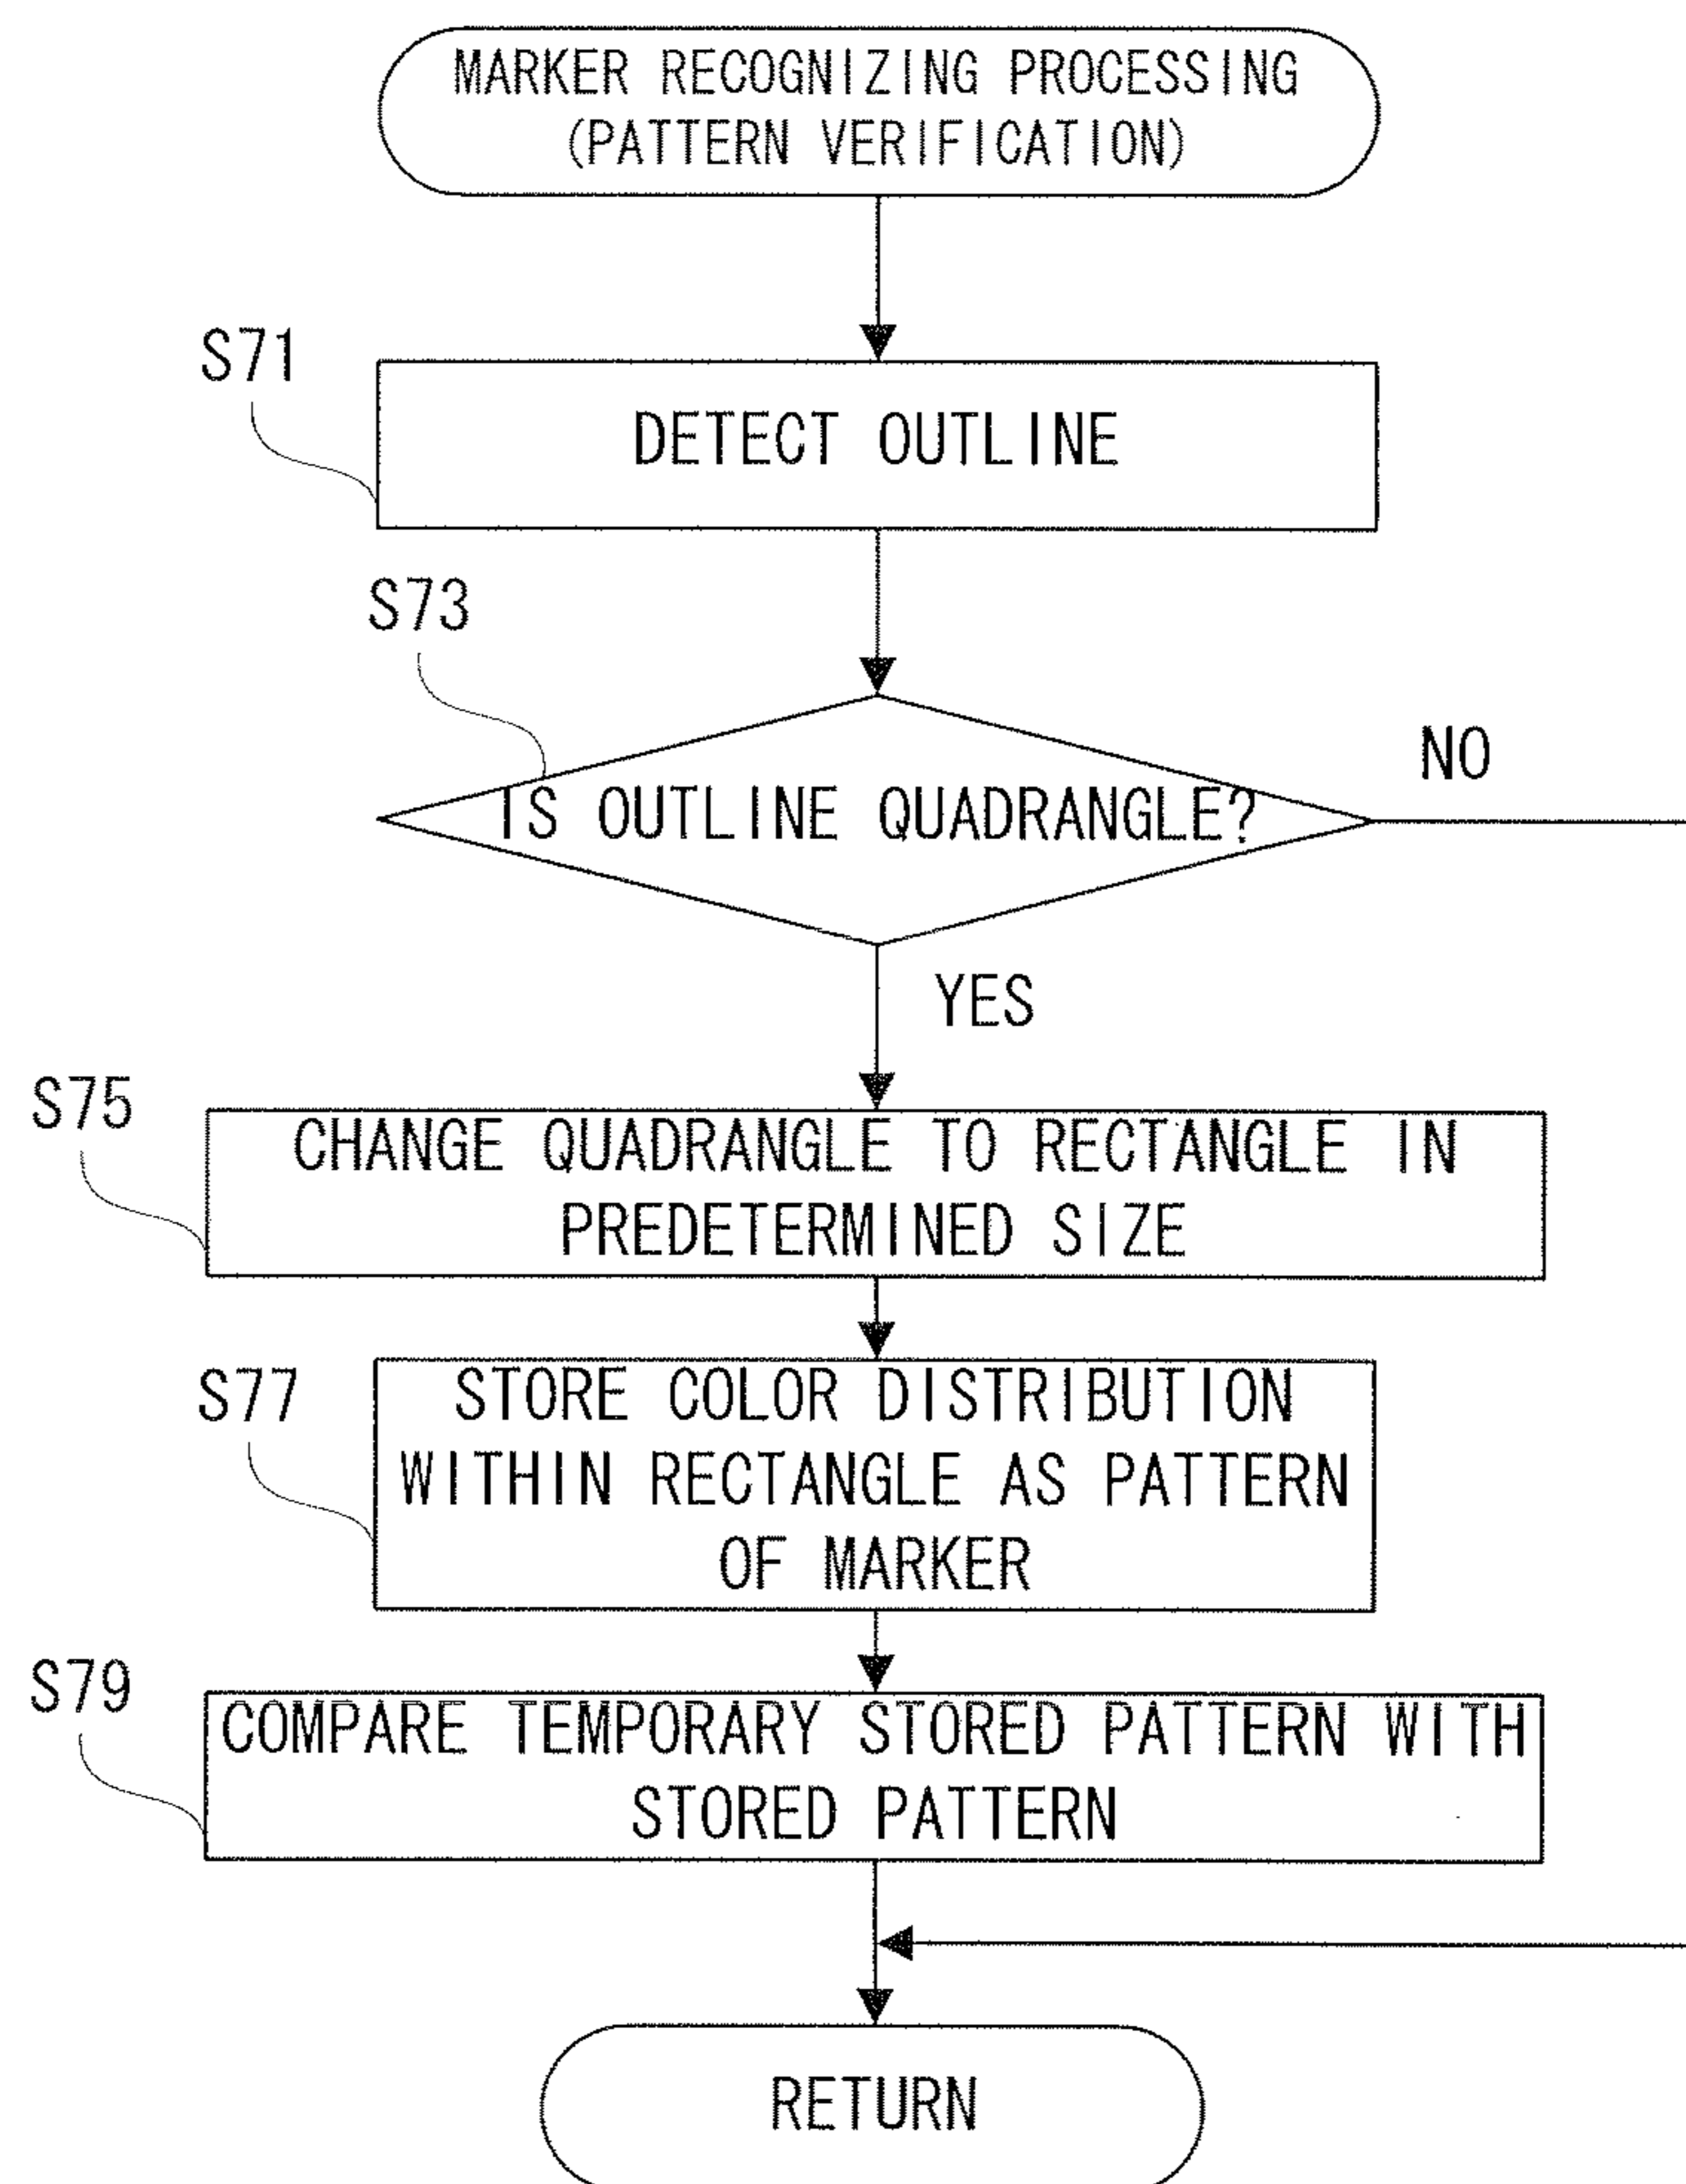 MARKER RECOGNIZING PROCESSING
(PATTERN VERIFICATION)
S71
DETECT OUTLINE
S73
IS OUTLINE QUADRANGLE?
NO
YES
S75
CHANGE QUADRANGLE TO RECTANGLE IN
PREDETERMINED SIZE
S77
STORE COLOR DISTRIBUTION
WITHIN RECTANGLE AS PATTERN
OF MARKER
S79
COMPARE TEMPORARY STORED PATTERN WITH
STORED PATTERN
RETURN